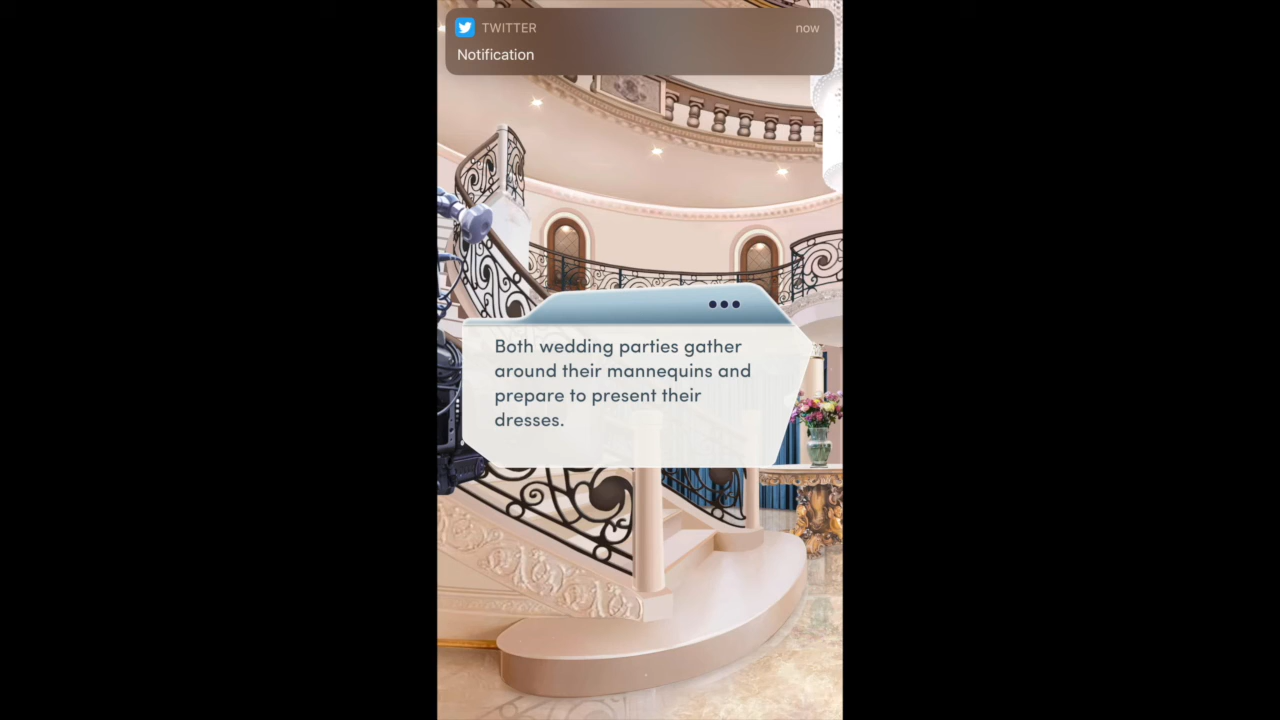 TWITTER now
Notification
Both wedding parties gather
around their mannequins and
prepare to present their
dresses.